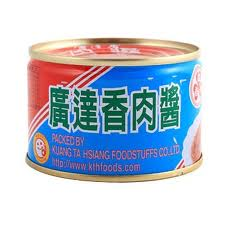 廣達香肉醬
PACKED BY
KUANG TA HSIANG FOODSTUFFS CO.,LTD
http://www.kthfoods.com